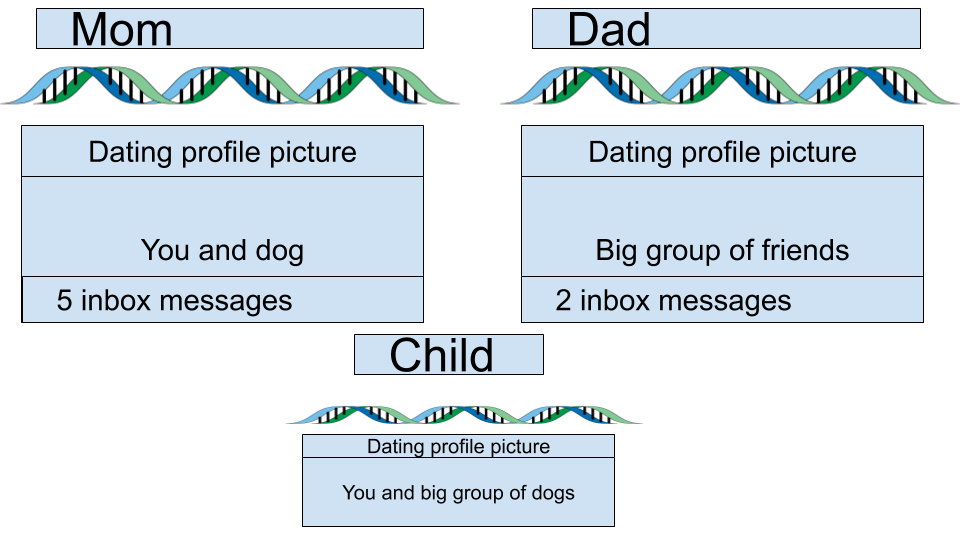 Mom
Dad
Dating profile picture
Dating profile picture
You and dog
Big group of friends
5 inbox messages
2 inbox messages
Child
Dating profile picture
You and big group of dogs